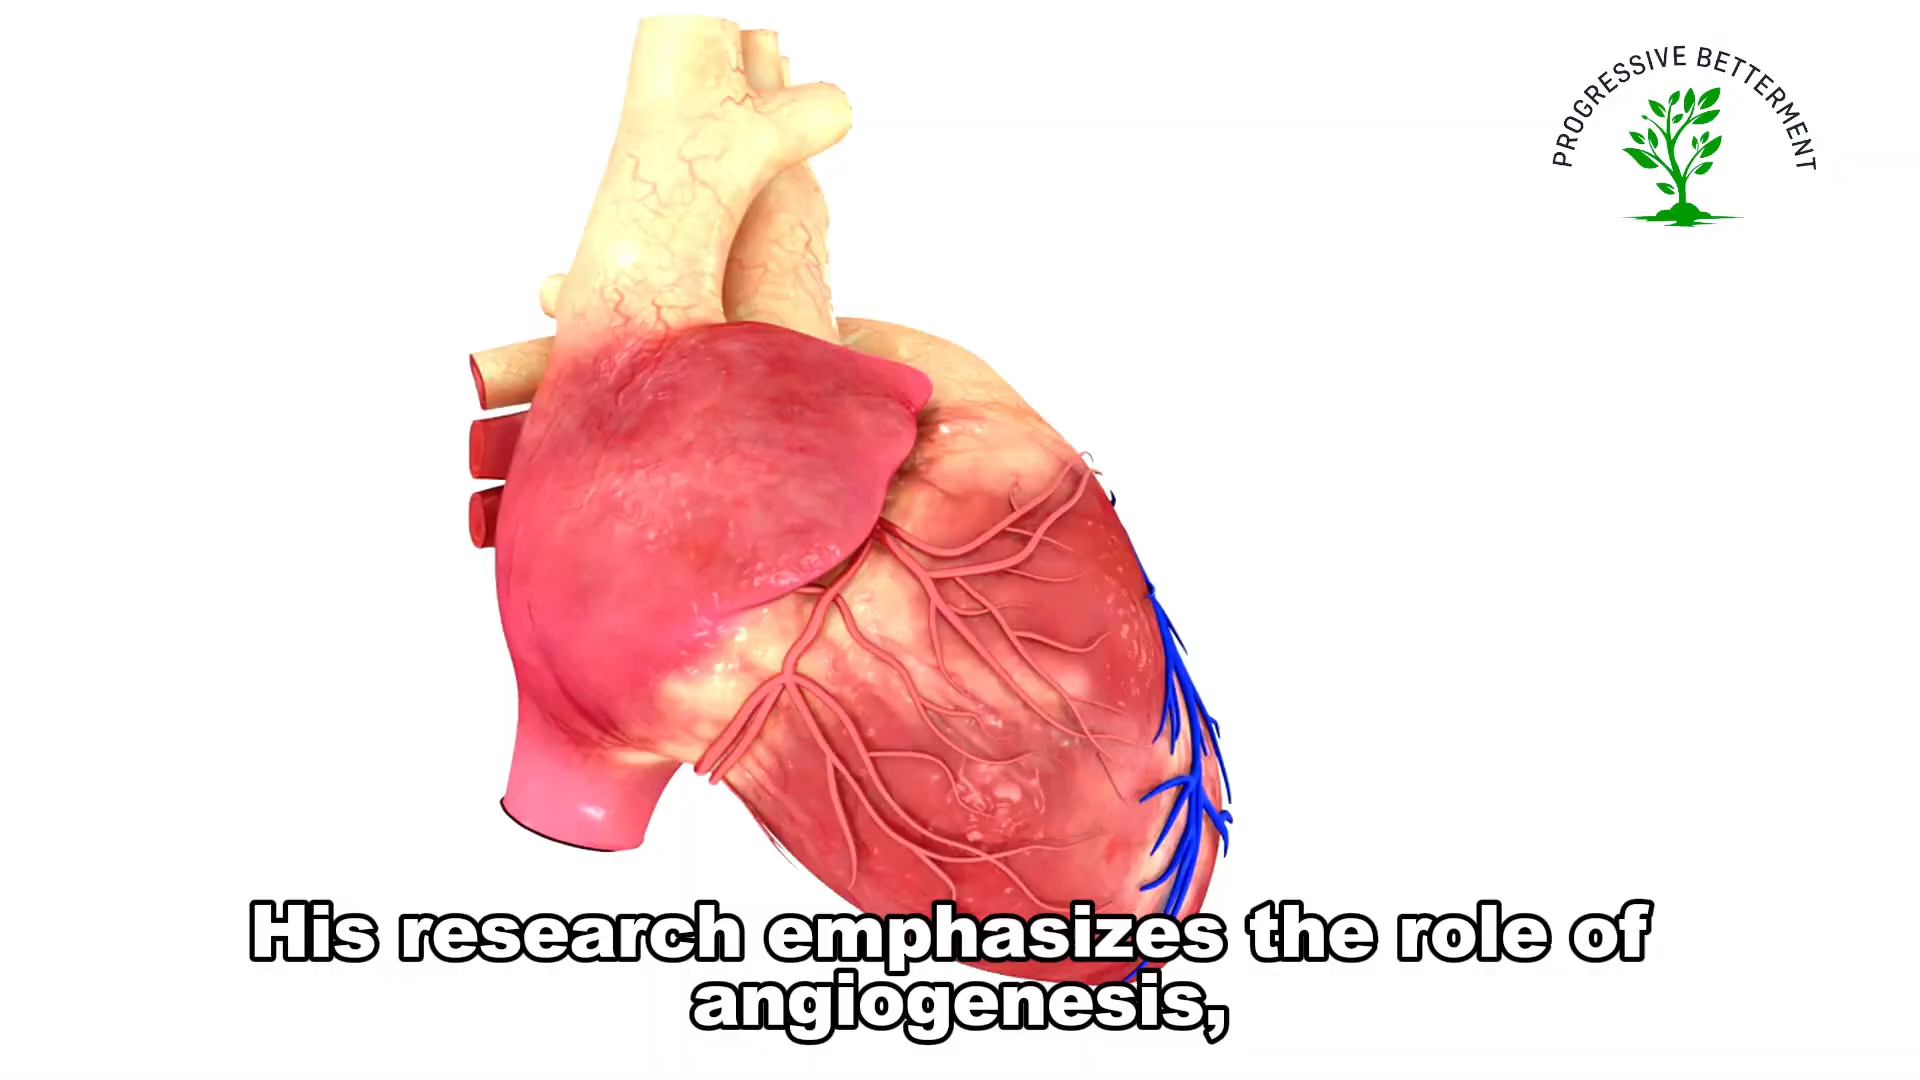 PROGRESSIVE BETTERMENT
His research emphasizes the role of
angiogenesis,